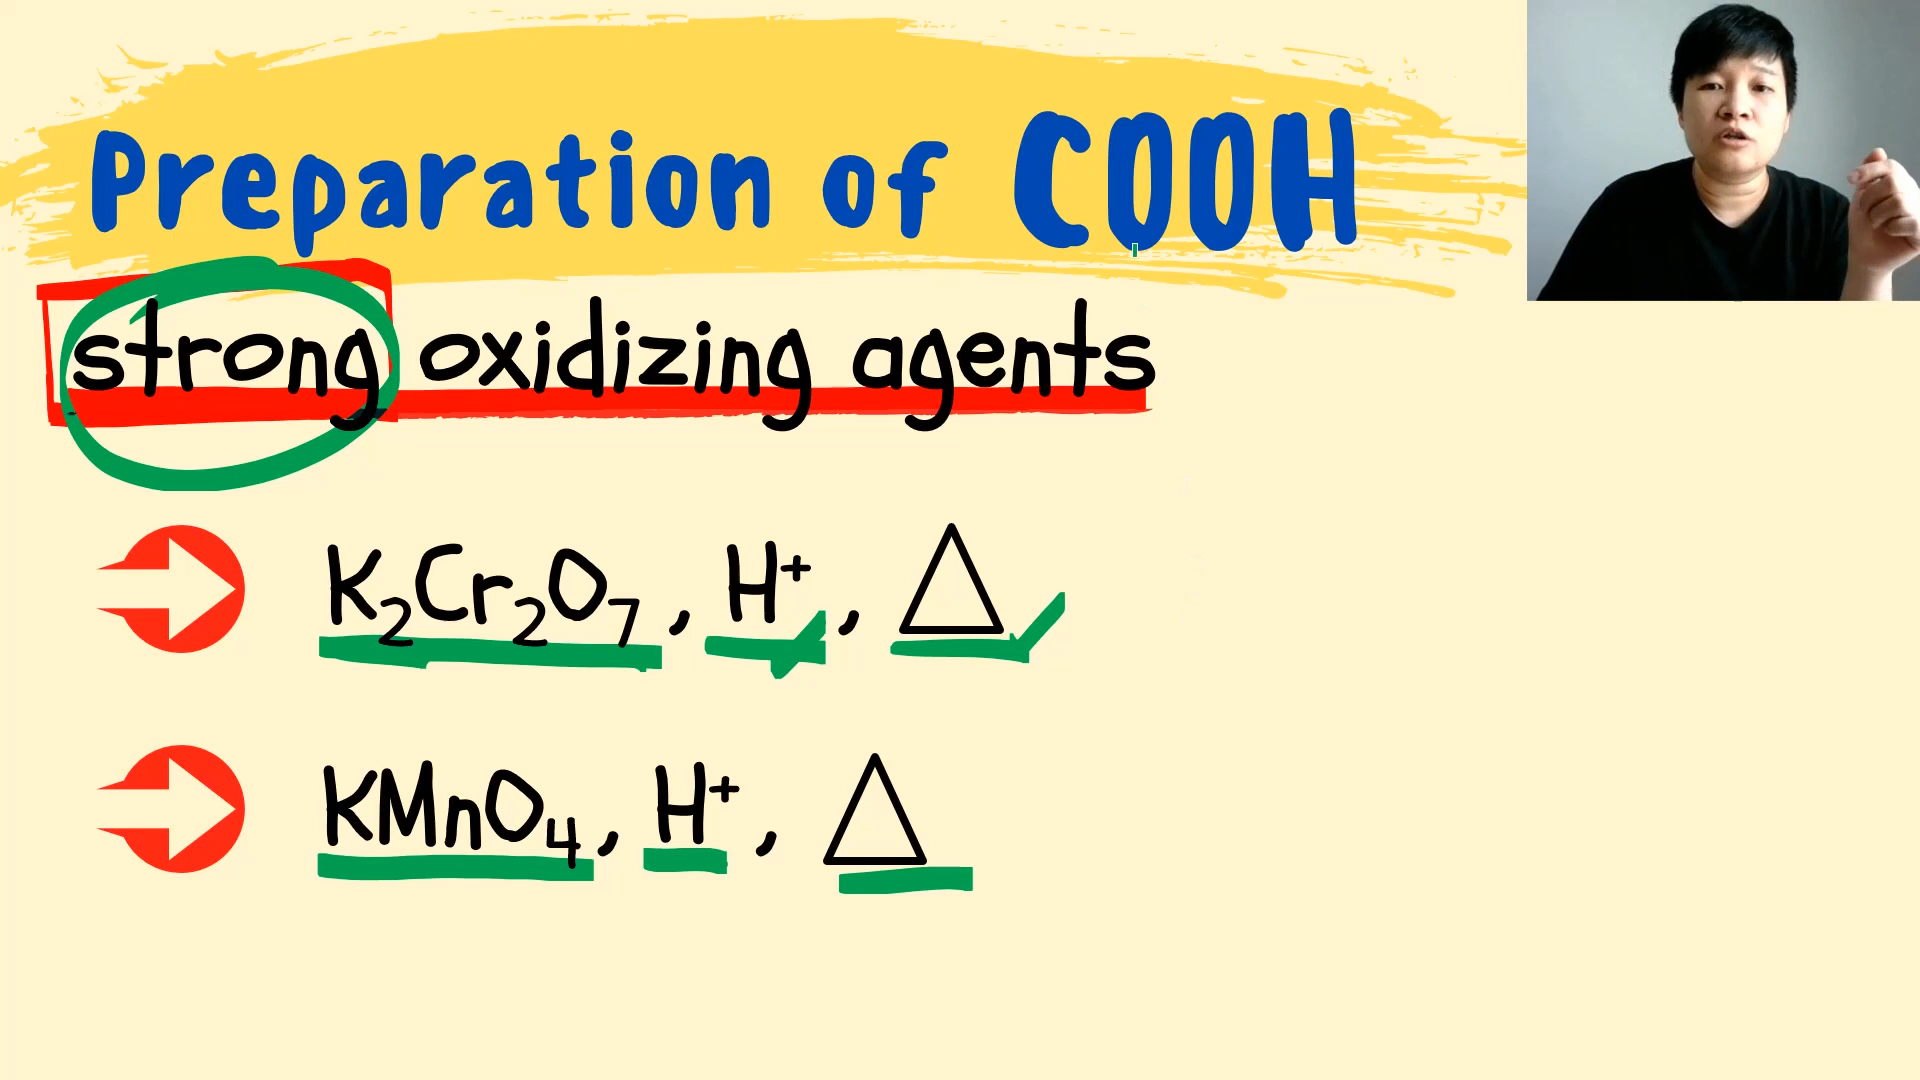 Preparation of COOH
strong oxidizing agents
K₂Cr₂O₇, H⁺, △
KMnO₄, H⁺, △